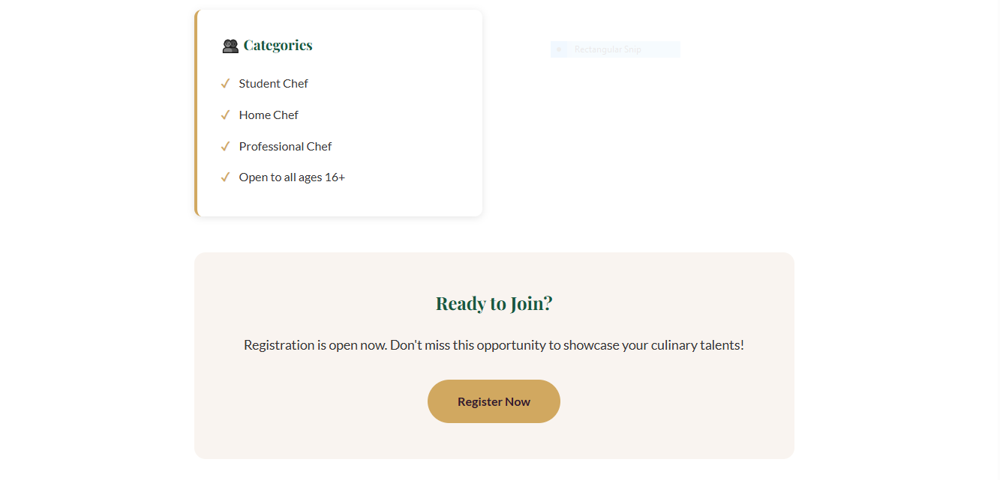 Categories
Rectangular Snip
✓ Student Chef
✓ Home Chef
✓ Professional Chef
✓ Open to all ages 16+
Ready to Join?
Registration is open now. Don't miss this opportunity to showcase your culinary talents!
Register Now